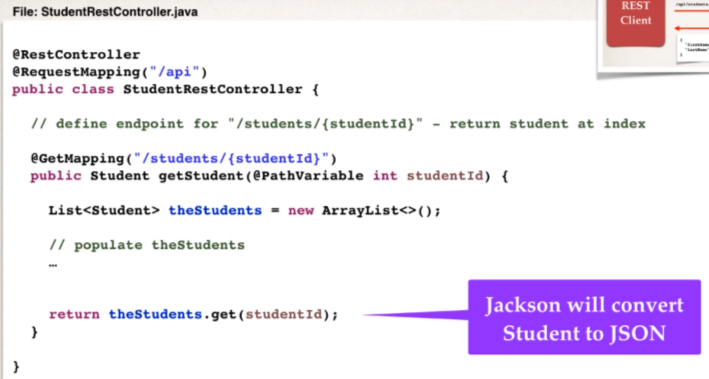 File: StudentRestController.java
REST
Client
@RestController
@RequestMapping("/api")
public class StudentRestController {
// define endpoint for "/students/{studentId}" - return student at index
@GetMapping("/students/{studentId}")
public Student getStudent(@PathVariable int studentId) {
List<Student> theStudents = new ArrayList<>();
// populate theStudents
…
return theStudents.get(studentId);
}
}
Jackson will convert
Student to JSON